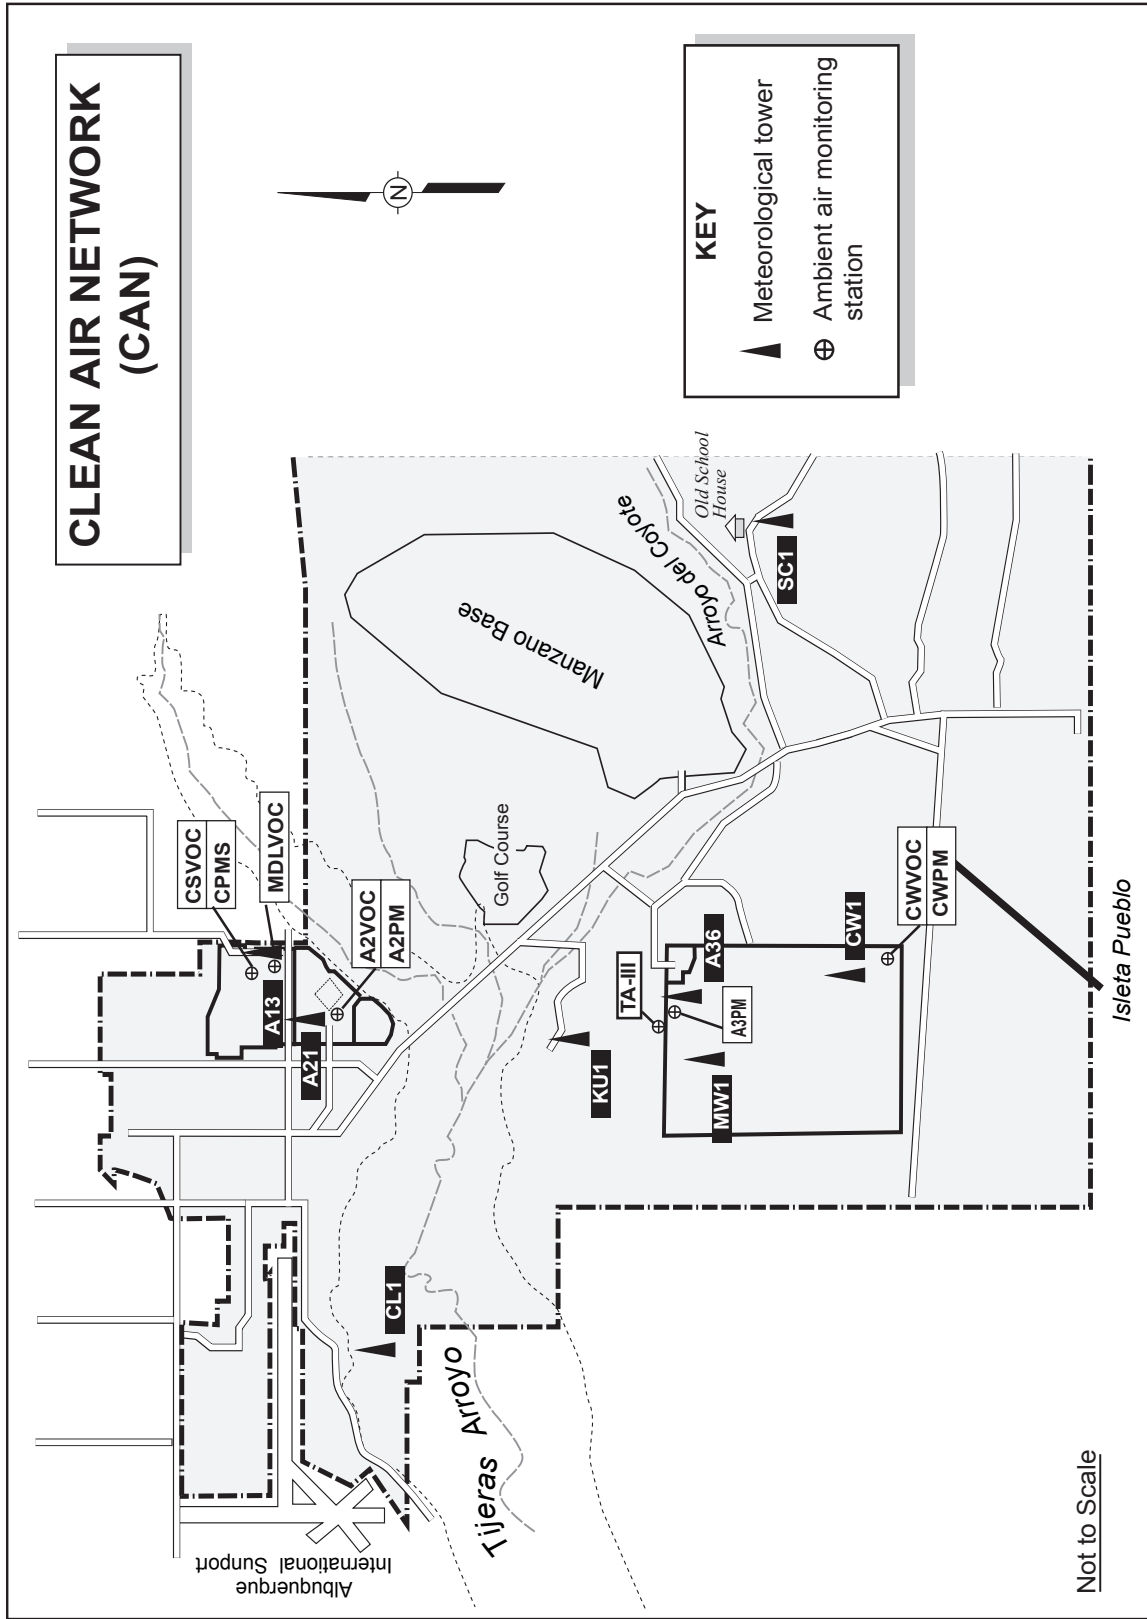 CLEAN AIR NETWORK
(CAN)
N
KEY
Meteorological tower
Ambient air monitoring
station
CSVOC
CPMS
MDLVOC
A13
A21
A2VOC
A2PM
Golf Course
Manzano Base
Arroyo del Coyote
Old School
House
SC1
KU1
TA-III
A36
A3PM
MW1
CW1
CWVOC
CWPM
CL1
Tijeras Arroyo
Albuquerque
International Sunport
Isleta Pueblo
Not to Scale